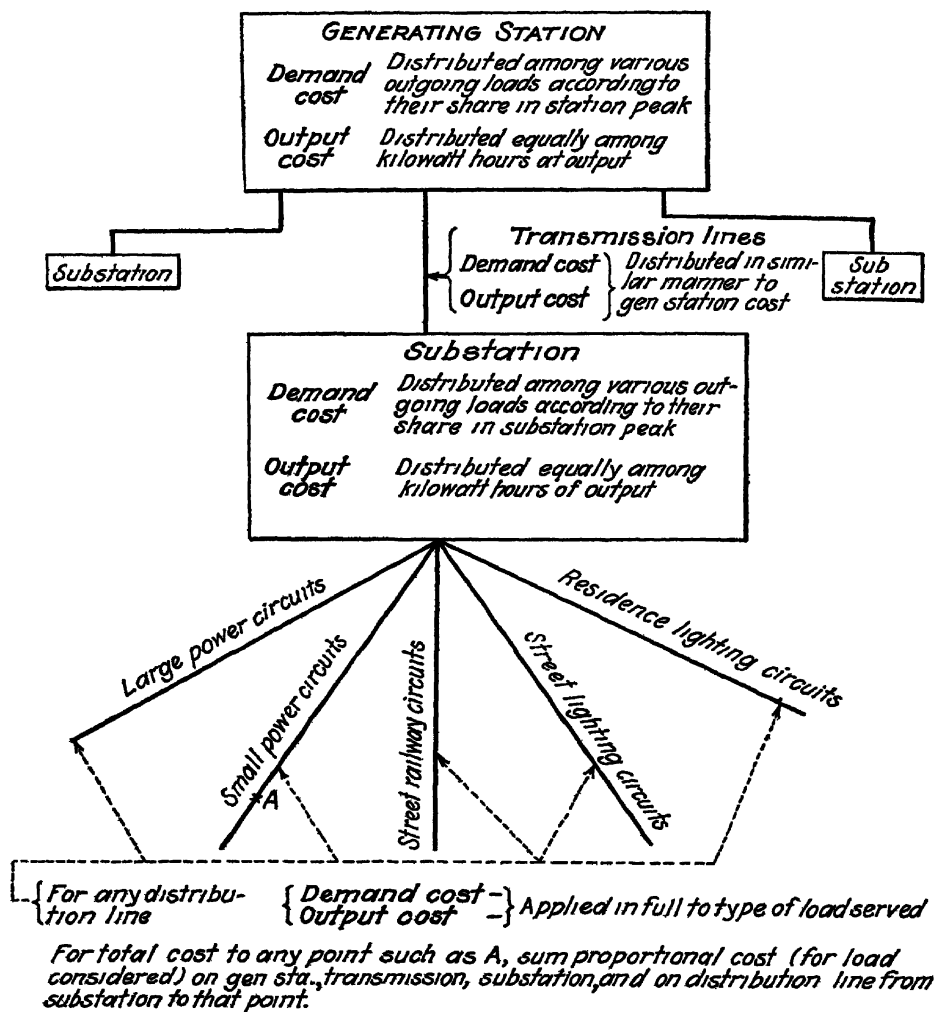 GENERATING STATION
Demand cost
Distributed among various
outgoing loads according to
their share in station peak
Output cost
Distributed equally among
kilowatt hours at output
Substation
Transmission lines
Demand cost
Output cost
Distributed in simi-
lar manner to
gen station cost
Sub
station
Substation
Demand cost
Distributed among various out-
going loads according to their
share in substation peak
Output cost
Distributed equally among
kilowatt hours of output
Large power circuits
Small power circuits
A
Street railway circuits
Street lighting circuits
Residence lighting circuits
For any distribu-
tion line
Demand cost
Output cost
Applied in full to type of load served
For total cost to any point such as A, sum proportional cost (for load
considered) on gen sta., transmission, substation, and on distribution line from
substation to that point.